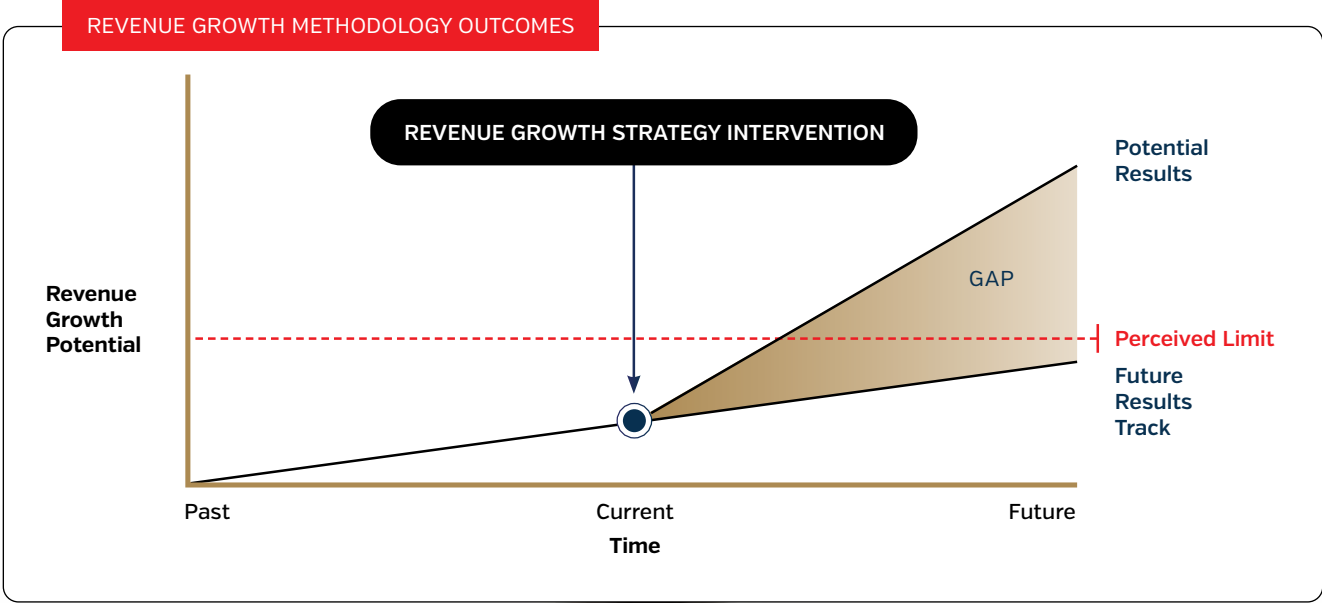 REVENUE GROWTH METHODOLOGY OUTCOMES
REVENUE GROWTH STRATEGY INTERVENTION
Potential
Results
GAP
Revenue
Growth
Potential
Perceived Limit
Future
Results
Track
Past
Current
Future
Time